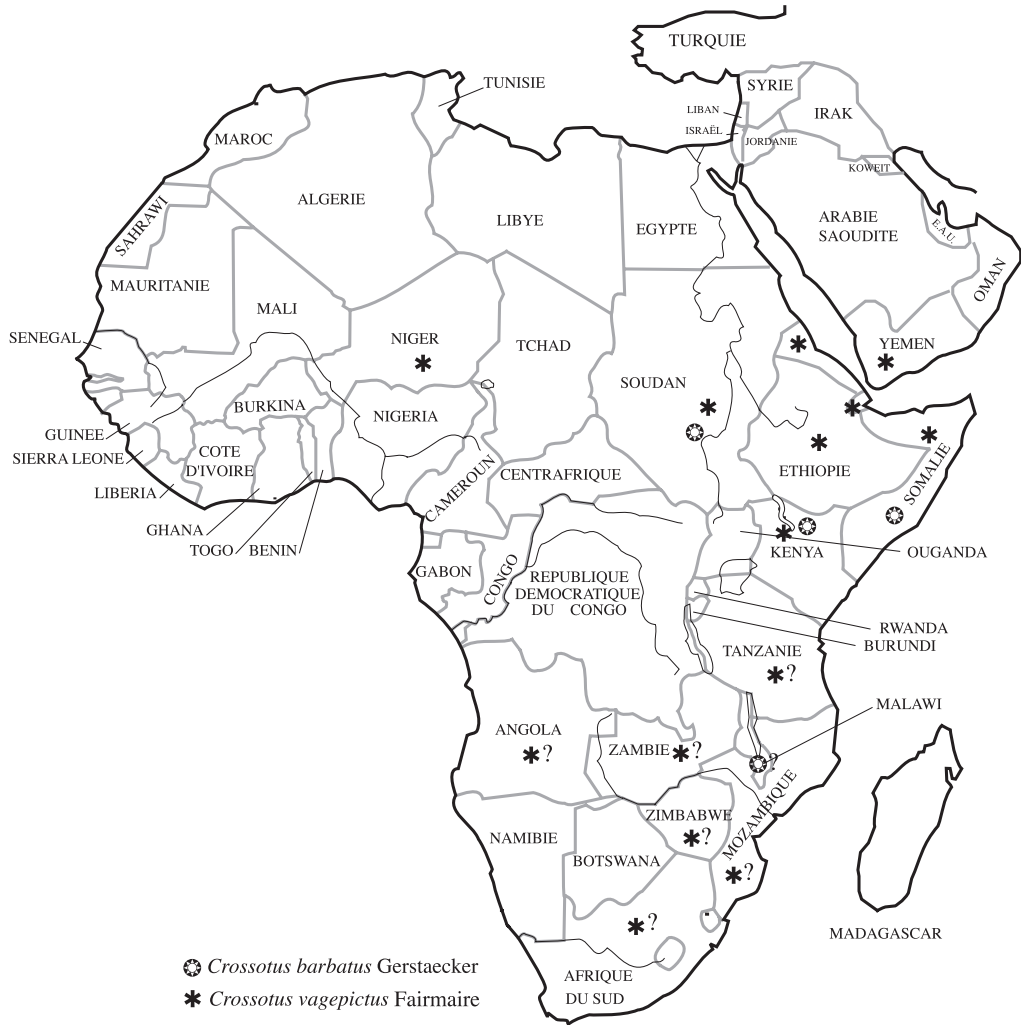 TURQUIE
TUNISIE
SYRIE
LIBAN
IRAK
ISRAËL
JORDANIE
MAROC
KOWEIT
ALGERIE
LIBYE
EGYPTE
ARABIE
SAOUDITE
E.A.U.
SAHRAWI
OMAN
MAURITANIE
MALI
SENEGAL
NIGER
TCHAD
YEMEN
SOUDAN
BURKINA
NIGERIA
GUINEE
SIERRA LEONE
COTE
D'IVOIRE
CENTRAFRIQUE
ETHIOPIE
SOMALIE
LIBERIA
CAMEROUN
GHANA
TOGO
BENIN
KENYA
OUGANDA
GABON
CONGO
REPUBLIQUE
DEMOCRATIQUE
DU CONGO
RWANDA
BURUNDI
TANZANIE
?
MALAWI
ANGOLA
?
ZAMBIE ?
?
MOZAMBIQUE
?
ZIMBABWE
?
NAMIBIE
BOTSWANA
?
MADAGASCAR
AFRIQUE
DU SUD
Crossotus barbatus Gerstaecker
Crossotus vagepictus Fairmaire